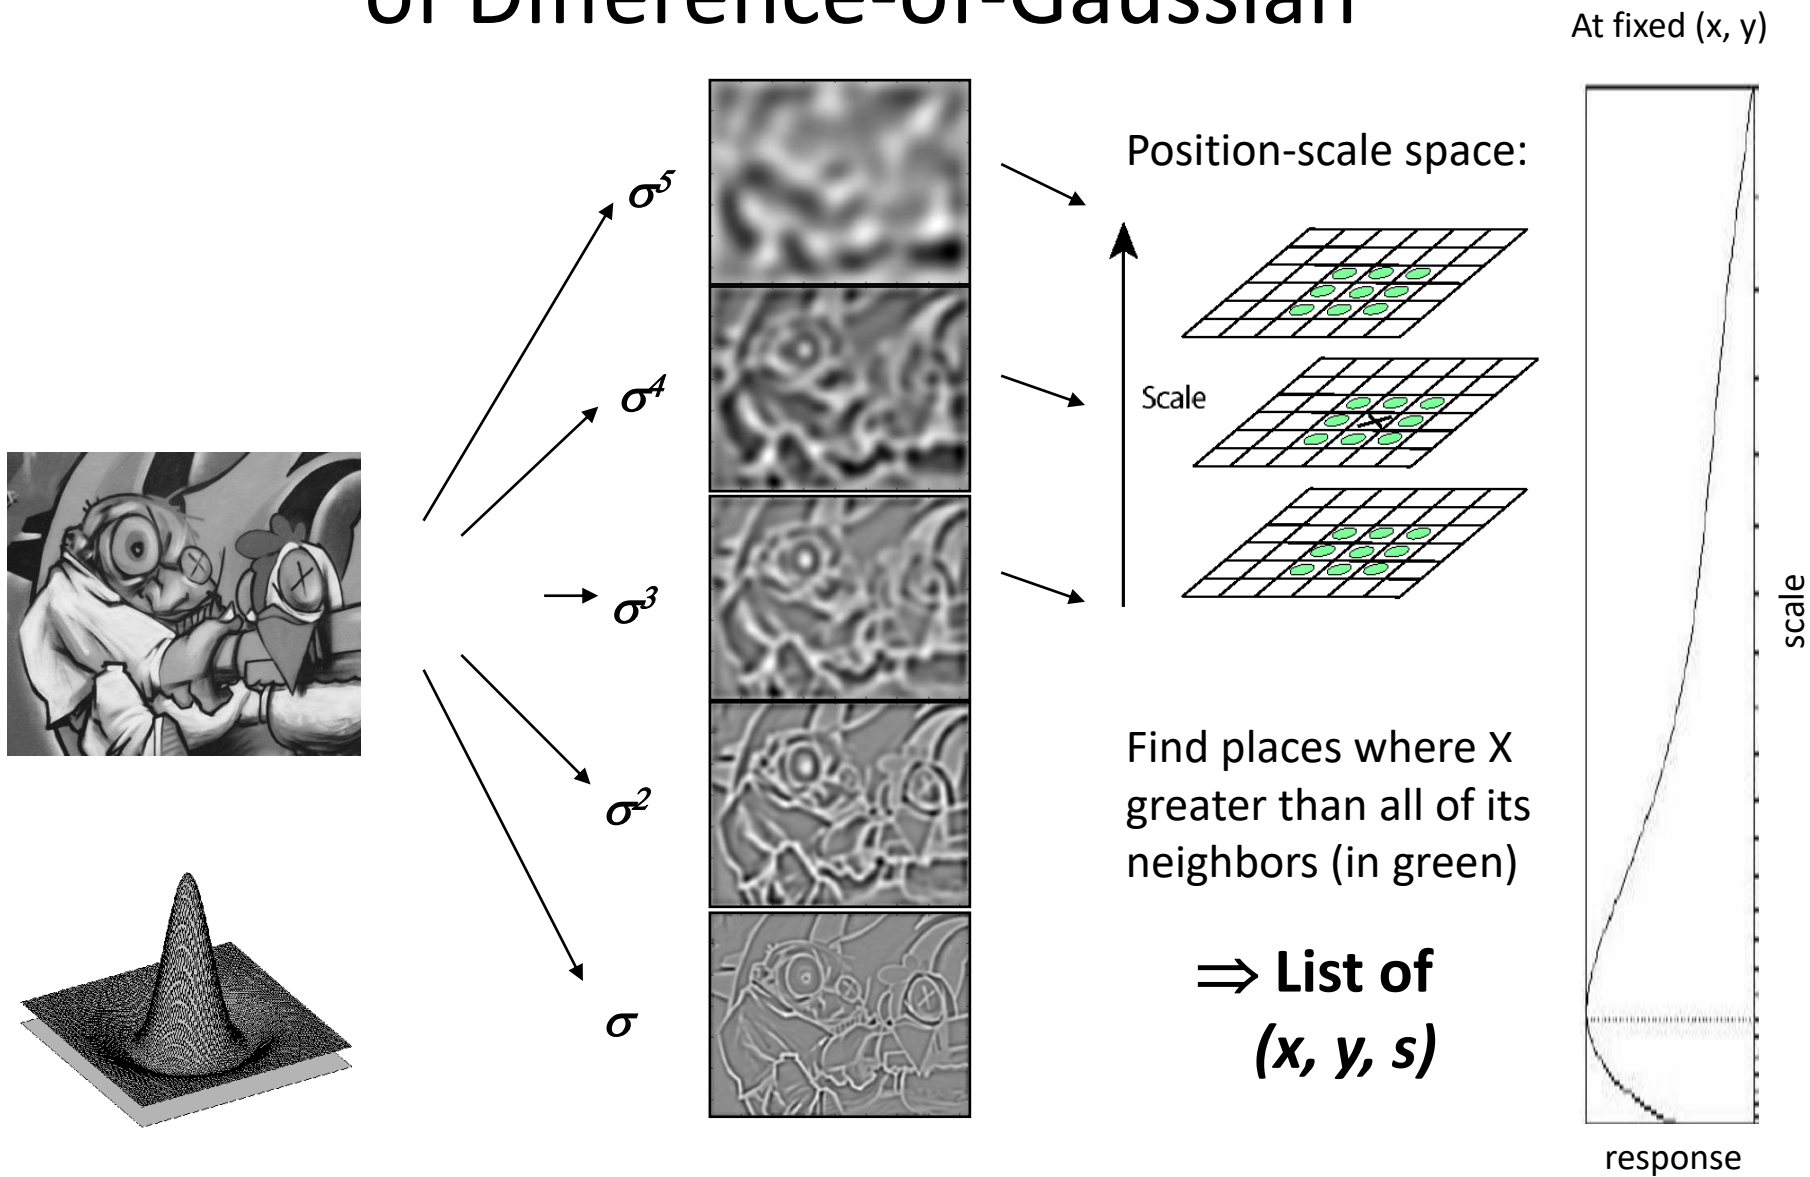 of Difference-of-Gaussian
At fixed (x, y)
Position-scale space:
σ⁵
σ⁴
Scale
σ³
scale
Find places where X
greater than all of its
neighbors (in green)
σ²
⇒ List of
(x, y, s)
σ
response